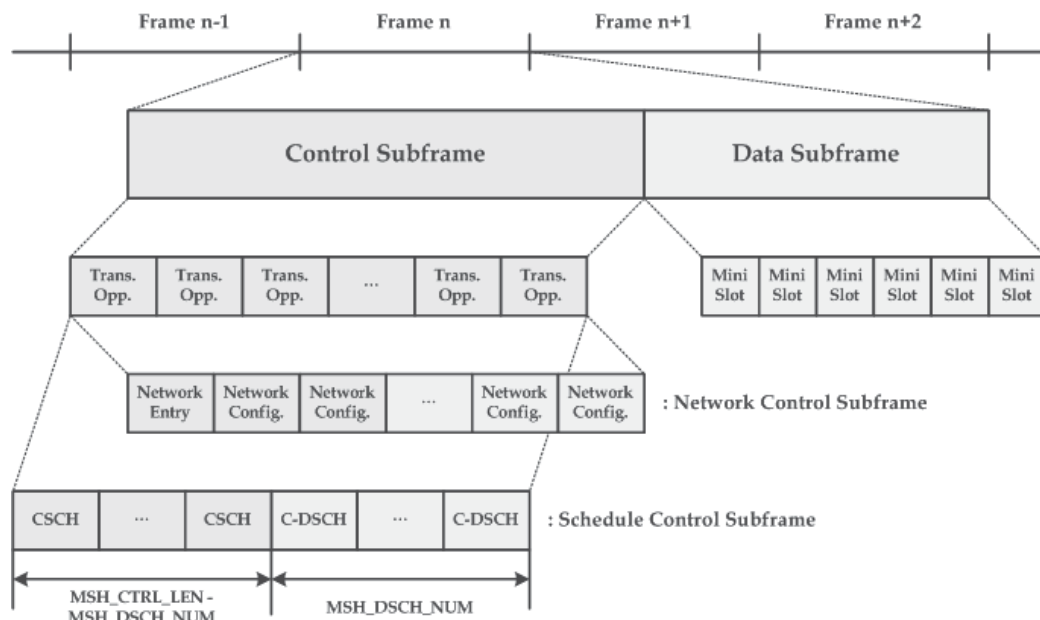 Frame n-1 Frame n Frame n+1 Frame n+2
Control Subframe Data Subframe
Trans. Trans. Trans. ... Trans. Trans. Mini Mini Mini Mini Mini Mini
Opp. Opp. Opp. Opp. Opp. Slot Slot Slot Slot Slot Slot
Network Network Network ... Network Network : Network Control Subframe
Entry Config. Config. Config. Config.
CSCH ... CSCH C-DSCH ... C-DSCH : Schedule Control Subframe
MSH_CTRL_LEN - MSH_DSCH_NUM
MSH_DSCH_NUM